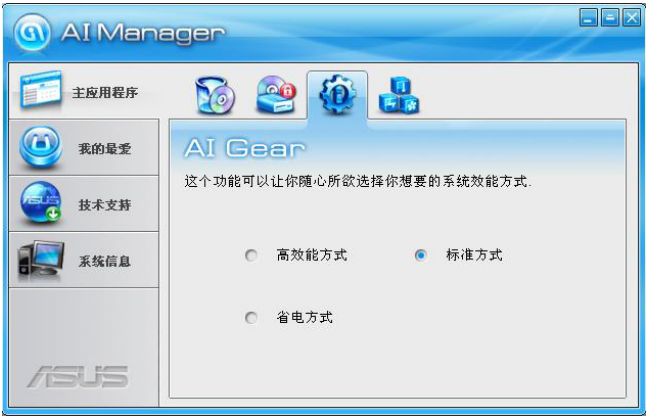 AI Manager
主应用程序
我的最爱
技术支持
系统信息
AI Gear
这个功能可以让你随心所欲选择你想要的系统效能方式.
高效能方式
标准方式
省电方式
ASUS
ASUS